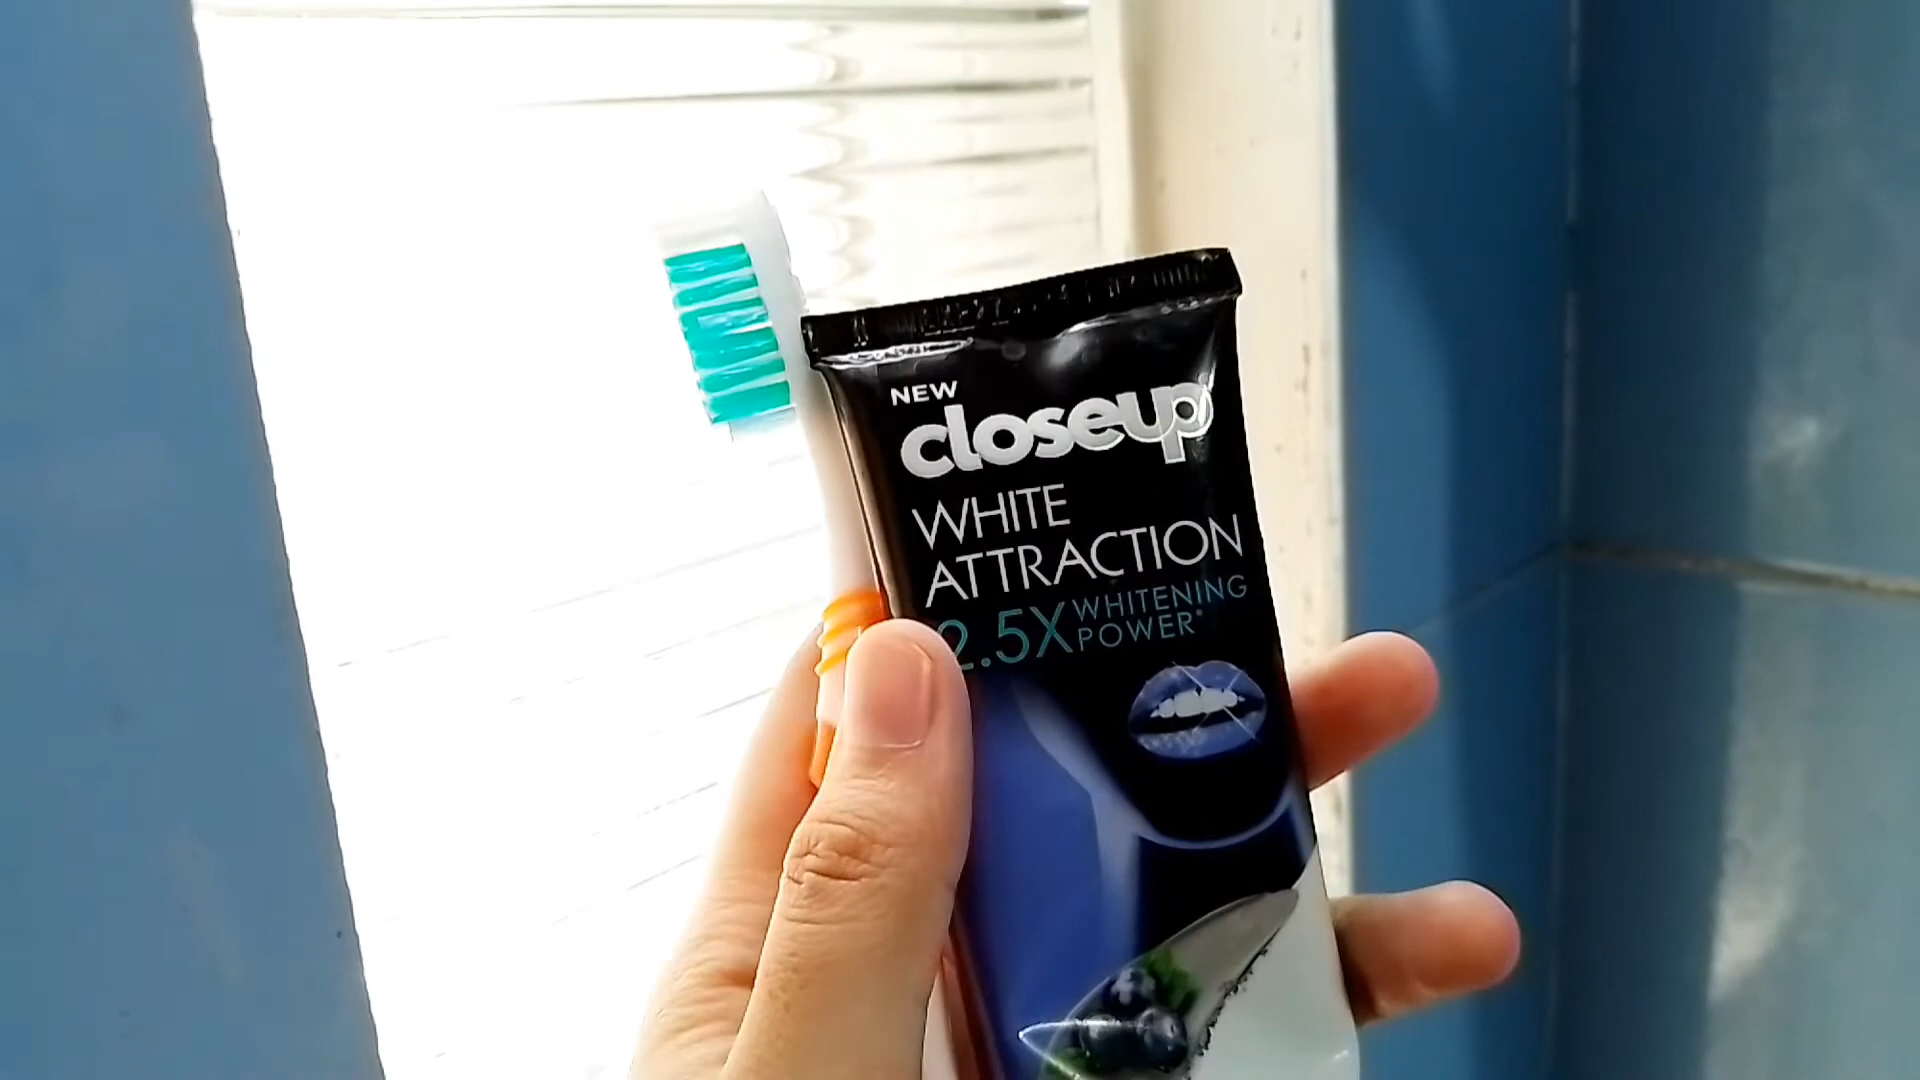 NEW
closeup
WHITE
ATTRACTION
2.5X WHITENING
POWER*